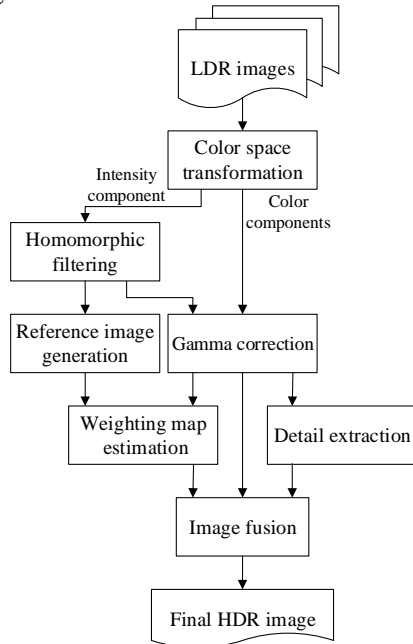 LDR images
Color space
transformation
Intensity
component
Color
components
Homomorphic
filtering
Reference image
generation
Gamma correction
Weighting map
estimation
Detail extraction
Image fusion
Final HDR image